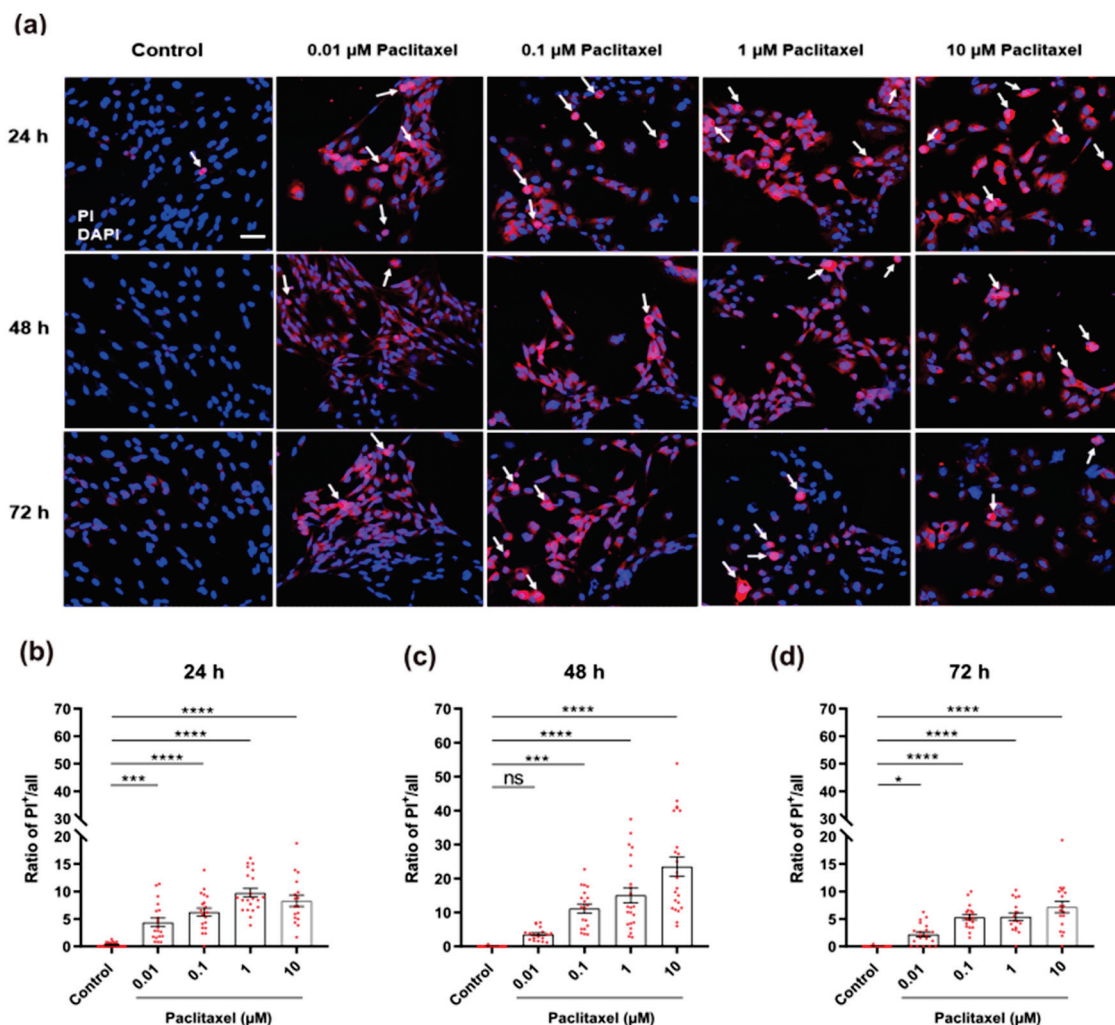 (a)
Control 0.01 µM Paclitaxel 0.1 µM Paclitaxel 1 µM Paclitaxel 10 µM Paclitaxel
24 h
PI
DAPI
48 h
72 h
(b) (c) (d)
24 h 48 h 72 h
Ratio of PI⁺/all
70
60
50
40
30
20
15
10
5
0
****
****
****
***
Control 0.01 0.1 1 10
Paclitaxel (µM)
Ratio of PI⁺/all
70
60
50
40
30
20
10
0
****
****
***
ns
Control 0.01 0.1 1 10
Paclitaxel (µM)
Ratio of PI⁺/all
70
60
50
40
30
20
15
10
5
0
****
****
****
*
Control 0.01 0.1 1 10
Paclitaxel (µM)